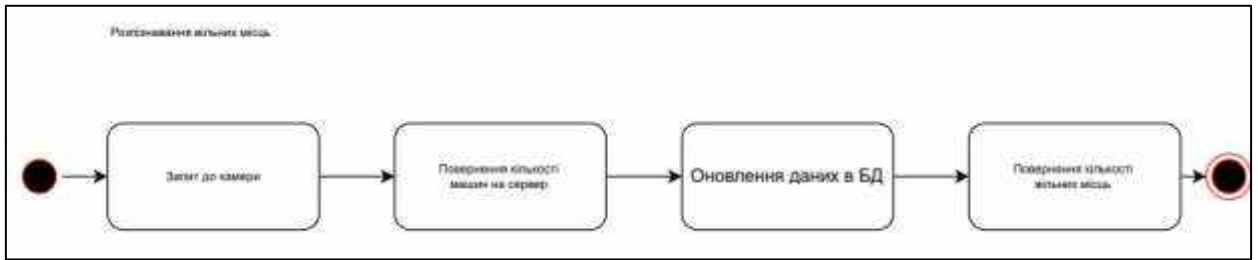 Розпізнавання вільних місць
Запит до камери
Повернення кількості
машин на сервер
Оновлення даних в БД
Повернення кількості
вільних місць